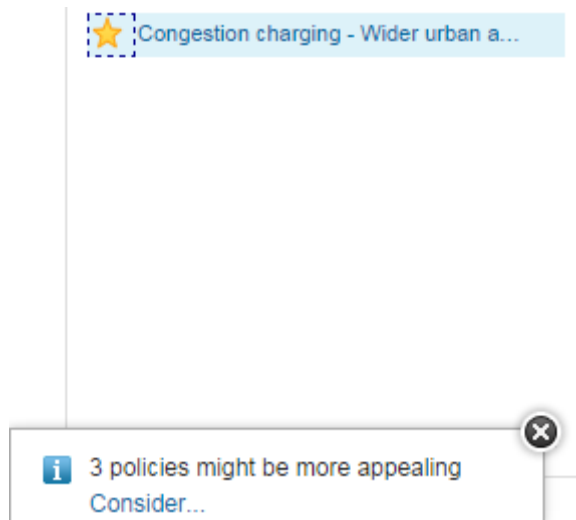 Congestion charging - Wider urban a...
3 policies might be more appealing
Consider...